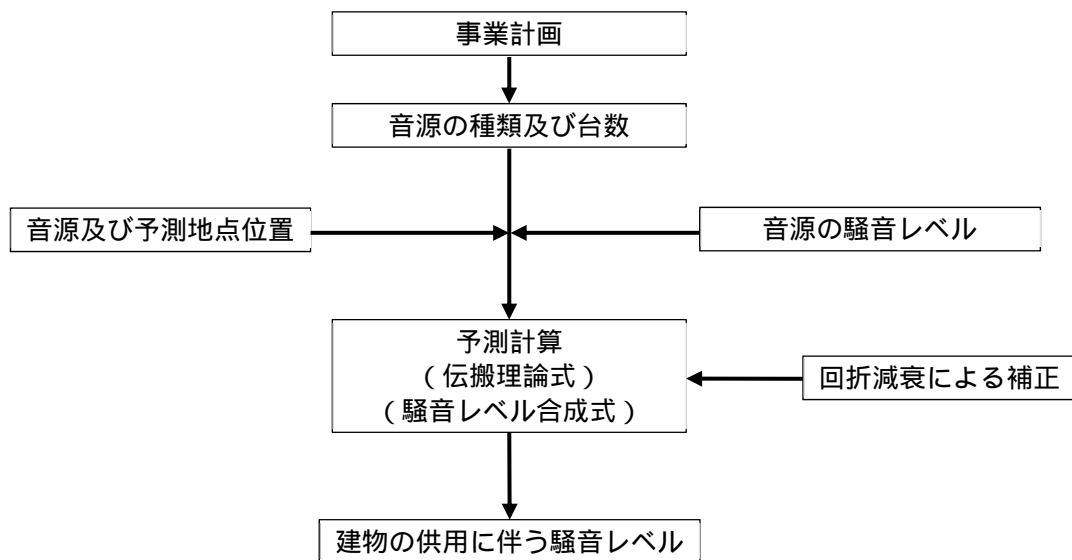 事業計画
音源の種類及び台数
音源及び予測地点位置
音源の騒音レベル
予測計算
（伝搬理論式）
（騒音レベル合成式）
回折減衰による補正
建物の供用に伴う騒音レベル